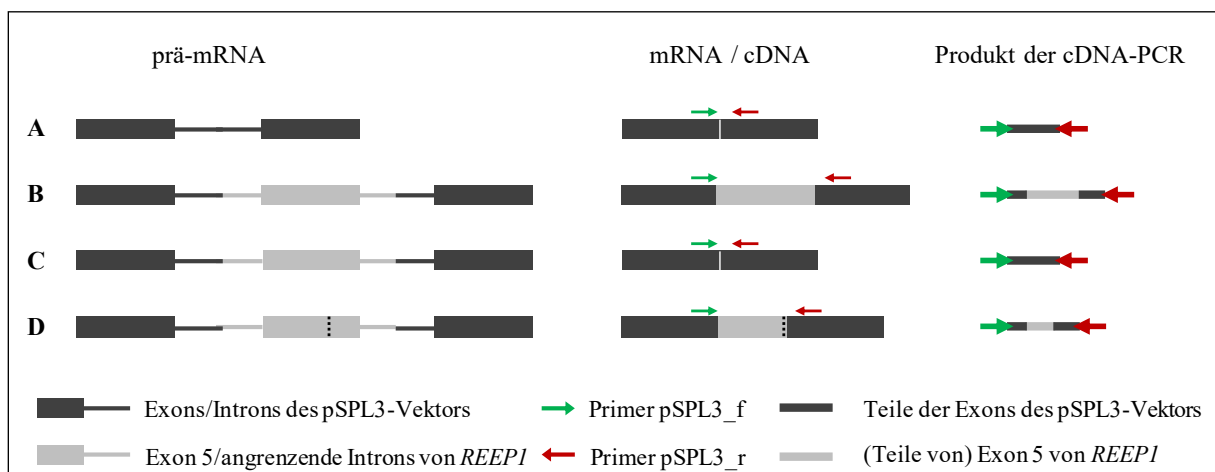 prä-mRNA mRNA / cDNA Produkt der cDNA-PCR
A
B
C
D
Exons/Introns des pSPL3-Vektors Primer pSPL3_f Teile der Exons des pSPL3-Vektors
Exon 5/angrenzende Introns von REEP1 Primer pSPL3_r (Teile von) Exon 5 von REEP1